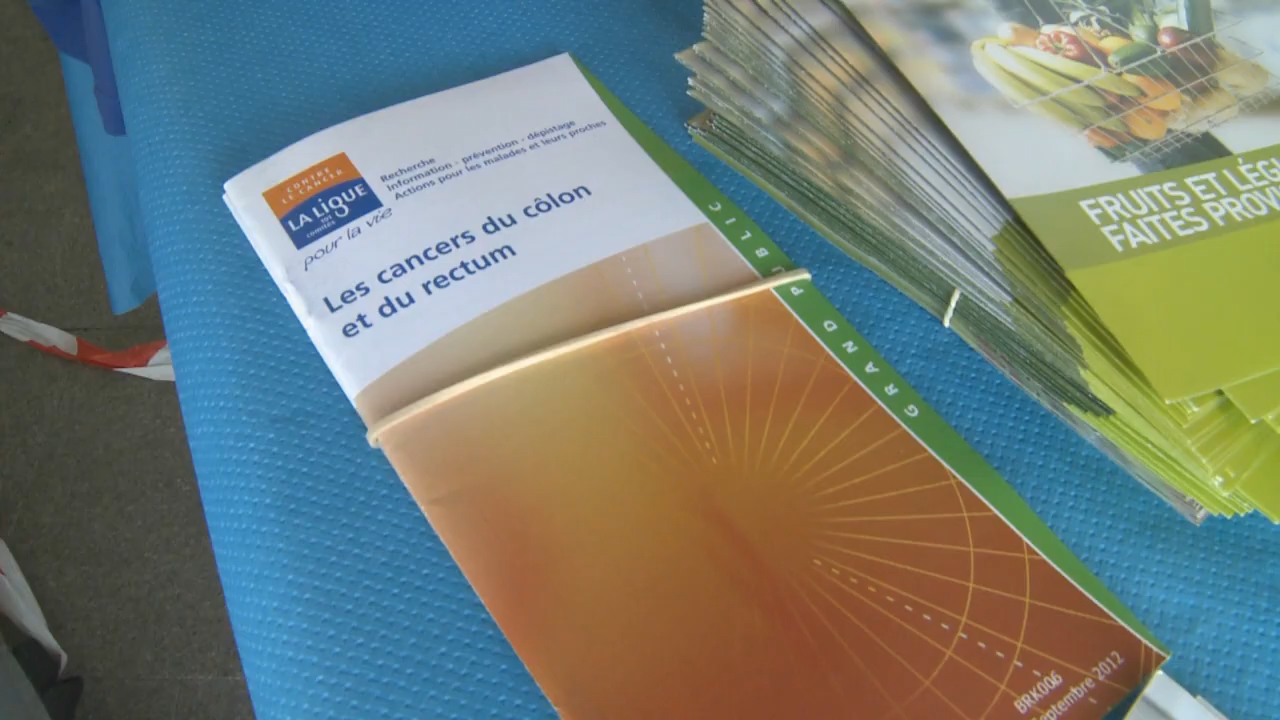 CONTRE
LE CANCER
LA LIGUE
pour la vie
Recherche
Information - prévention - dépistage
Actions pour les malades et leurs proches
Les cancers du côlon
et du rectum
GRAND PUBLIC
BRK006
eptembre 2012
FRUITS ET LÉG
FAITES PROV